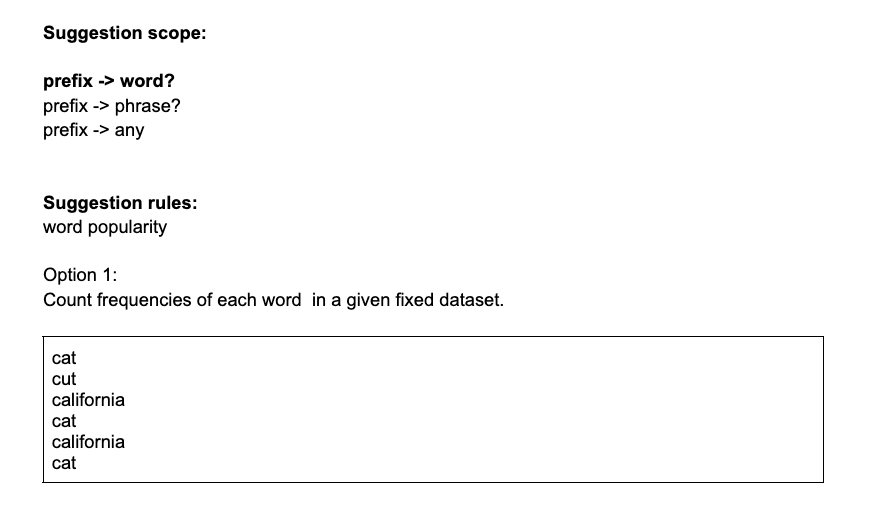 Suggestion scope:
prefix -> word?
prefix -> phrase?
prefix -> any
Suggestion rules:
word popularity
Option 1:
Count frequencies of each word  in a given fixed dataset.
cat
cut
california
cat
california
cat